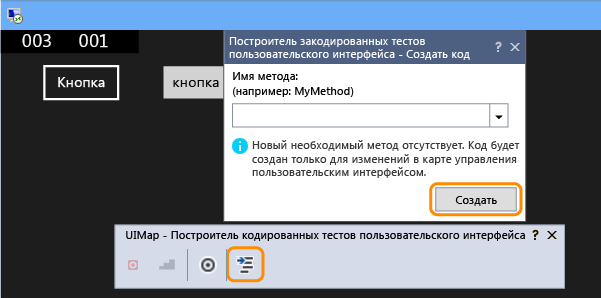 003 001
Кнопка
кнопка
Построитель закодированных тестов
пользовательского интерфейса - Создать код
? ×
Имя метода:
(например: MyMethod)
Новый необходимый метод отсутствует. Код будет
создан только для изменений в карте управления
пользовательским интерфейсом.
Создать
UIMap - Построитель кодированных тестов пользовательского интерфейса ? ×